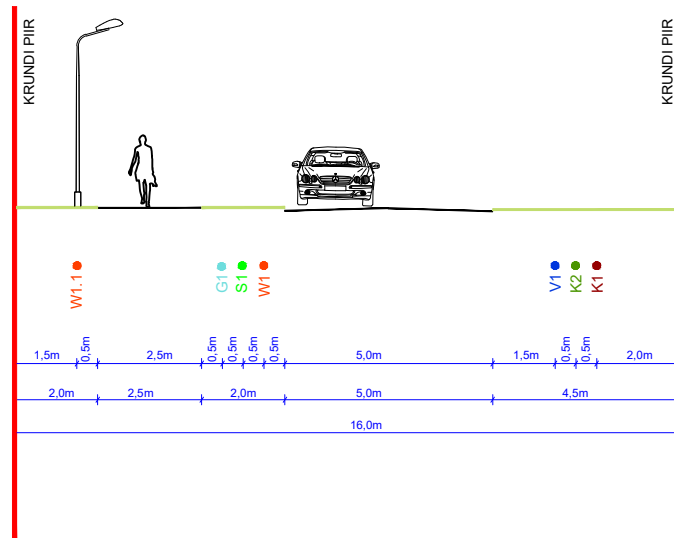 KRUNDI PIIR
KRUNDI PIIR
W1.1
G1
S1
W1
V1
K2
K1
1,5m
0,5m
2,5m
0,5m
0,5m
0,5m
0,5m
5,0m
1,5m
0,5m
0,5m
2,0m
2,0m
2,5m
2,0m
5,0m
4,5m
16,0m